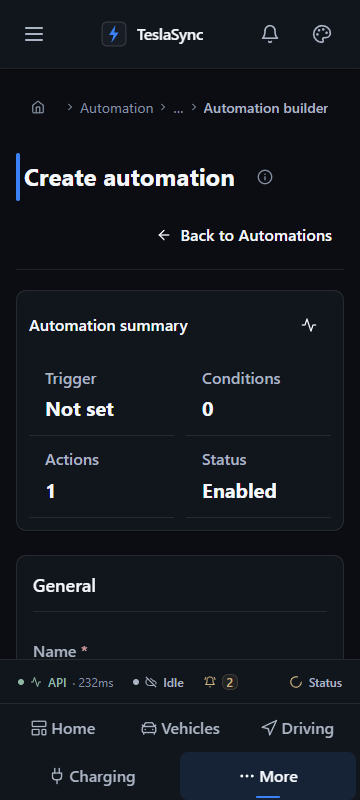 TeslaSync
Automation > ... > Automation builder
Create automation
Back to Automations
Automation summary
Trigger
Not set
Conditions
0
Actions
1
Status
Enabled
General
Name *
API · 232ms
Idle
2
Status
Home
Vehicles
Driving
Charging
More